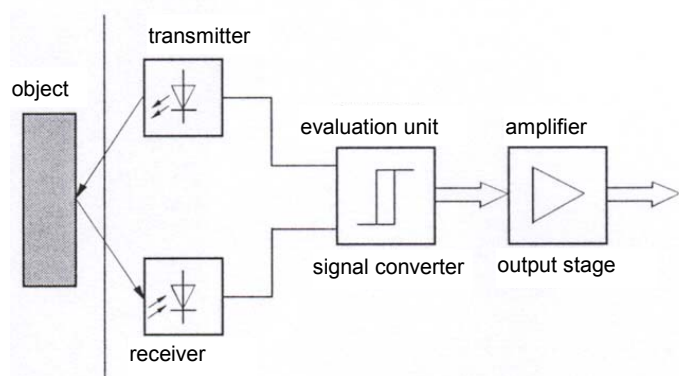 transmitter
object
evaluation unit
amplifier
signal converter
output stage
receiver